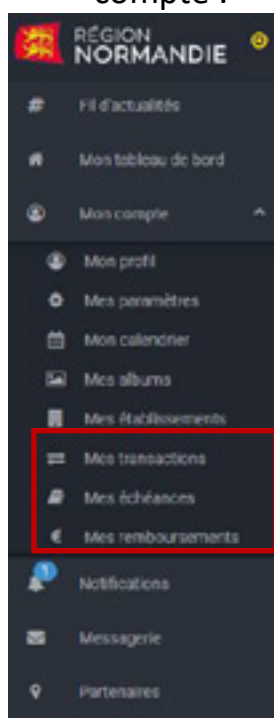 compte :
RÉGION
NORMANDIE
Fil d'actualités
Mon tableau de bord
Mon compte
Mon profil
Mes paramètres
Mon calendrier
Mes albums
Mes établissements
Mes transactions
Mes échéances
€ Mes remboursements
1
Notifications
Messagerie
Partenaires